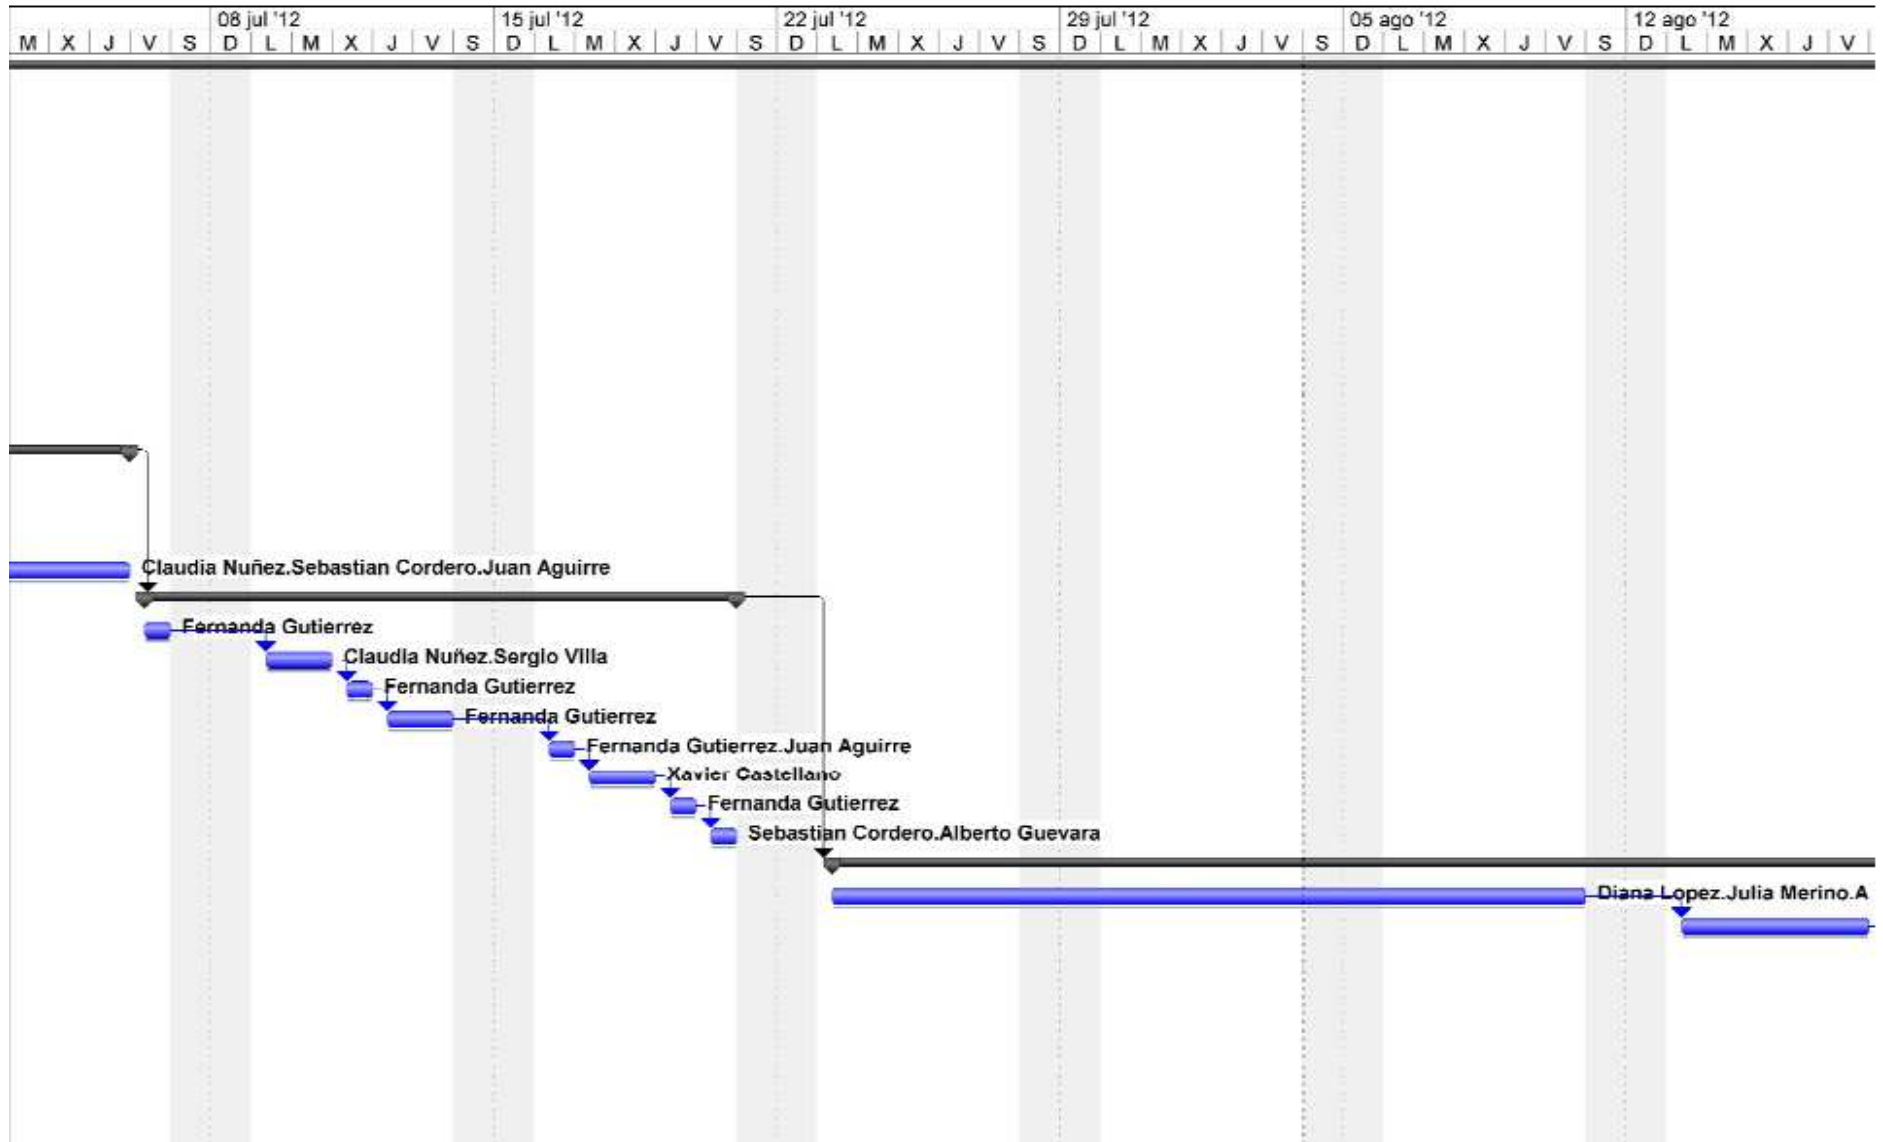 08 jul '12 15 jul '12 22 jul '12 29 jul '12 05 ago '12 12 ago '12
M X J V S D L M X J V S D L M X J V S D L M X J V S D L M X J V S D L M X J V S D L M X J V
Claudia Nuñez.Sebastian Cordero.Juan Aguirre
Fernanda Gutierrez
Claudia Nuñez.Sergio Villa
Fernanda Gutierrez
Fernanda Gutierrez
Fernanda Gutierrez.Juan Aguirre
Xavier Castellano
Fernanda Gutierrez
Sebastian Cordero.Alberto Guevara
Diana Lopez.Julia Merino.A